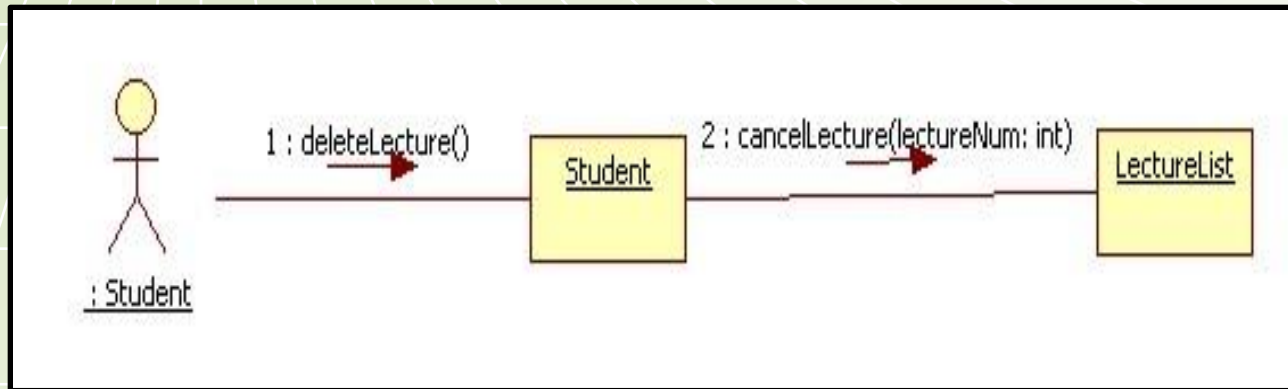 1 : deleteLecture()
2 : cancelLecture(lectureNum: int)
Student
LectureList
: Student